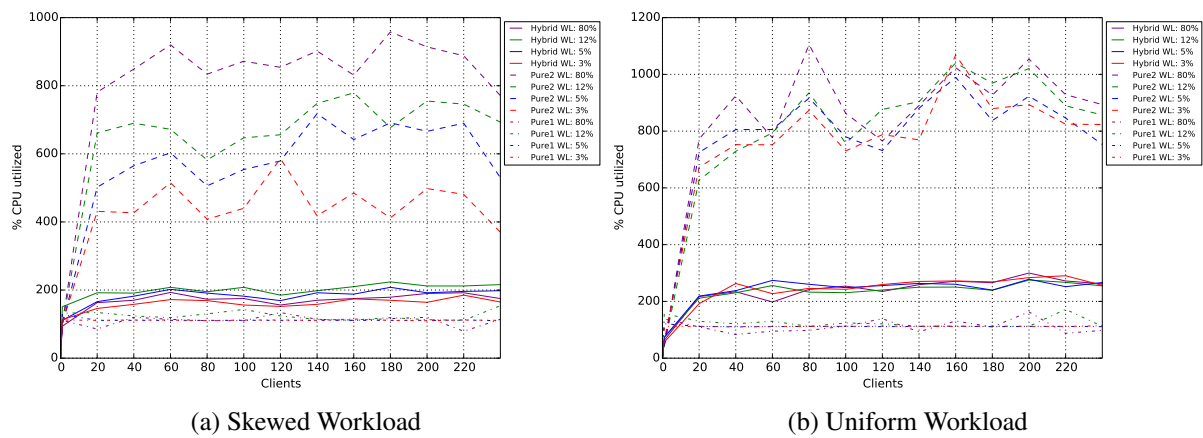 1000
800
600
400
200
0
% CPU utilized
0 20 40 60 80 100 120 140 160 180 200 220
Clients
Hybrid WL: 80%
Hybrid WL: 12%
Hybrid WL: 5%
Hybrid WL: 3%
Pure2 WL: 80%
Pure2 WL: 12%
Pure2 WL: 5%
Pure2 WL: 3%
Pure1 WL: 80%
Pure1 WL: 12%
Pure1 WL: 5%
Pure1 WL: 3%
(a) Skewed Workload
1200
1000
800
600
400
200
0
% CPU utilized
0 20 40 60 80 100 120 140 160 180 200 220
Clients
Hybrid WL: 80%
Hybrid WL: 12%
Hybrid WL: 5%
Hybrid WL: 3%
Pure2 WL: 80%
Pure2 WL: 12%
Pure2 WL: 5%
Pure2 WL: 3%
Pure1 WL: 80%
Pure1 WL: 12%
Pure1 WL: 5%
Pure1 WL: 3%
(b) Uniform Workload